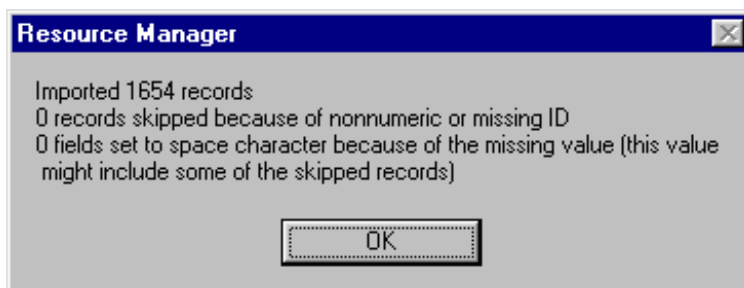 Resource Manager
Imported 1654 records
0 records skipped because of nonnumeric or missing ID
0 fields set to space character because of the missing value (this value
might include some of the skipped records)
OK